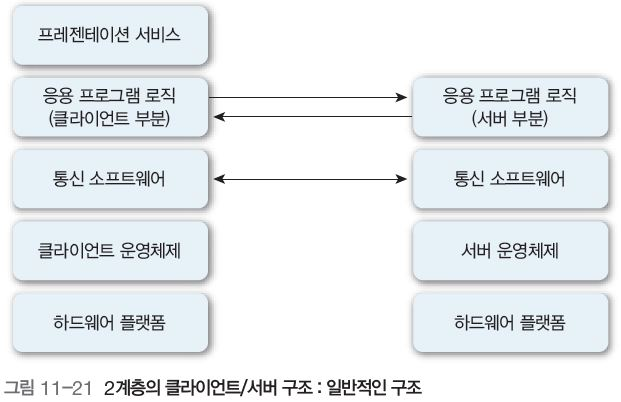 프레젠테이션 서비스
응용 프로그램 로직
(클라이언트 부분)
응용 프로그램 로직
(서버 부분)
통신 소프트웨어
통신 소프트웨어
클라이언트 운영체제
서버 운영체제
하드웨어 플랫폼
하드웨어 플랫폼
그림 11-21 2계층의 클라이언트/서버 구조 : 일반적인 구조